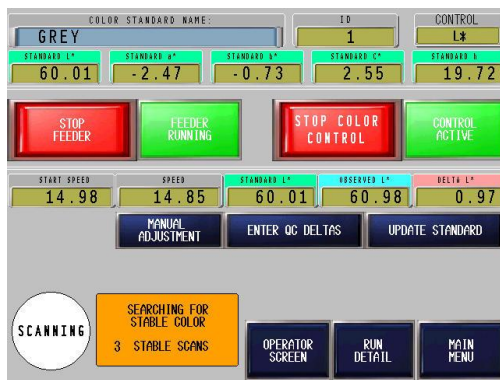 COLOR STANDARD NAME: ID CONTROL
GREY 1 L*
STANDARD L* STANDARD a* STANDARD b* STANDARD C* STANDARD h
60.01 -2.47 -0.73 2.55 19.72
STOP FEEDER FEEDER RUNNING STOP COLOR CONTROL CONTROL ACTIVE
START SPEED SPEED STANDARD L* OBSERVED L* DELTA L*
14.98 14.85 60.01 60.98 0.97
MANUAL ADJUSTMENT ENTER QC DELTAS UPDATE STANDARD
SCANNING
SEARCHING FOR
STABLE COLOR
3 STABLE SCANS
OPERATOR SCREEN RUN DETAIL MAIN MENU